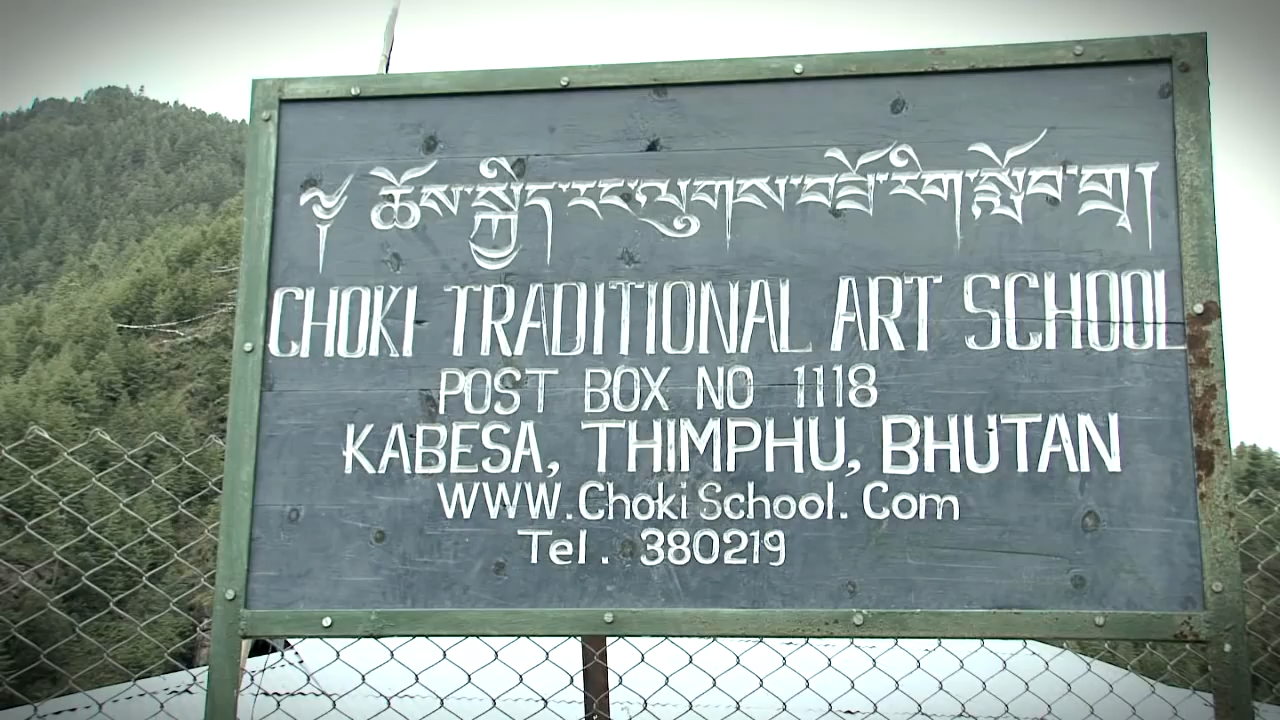 ༈ ཆོས་སྐྱིད་རང་ལུགས་བཟོ་རིག་སློབ་གྲྭ།
CHOKI TRADITIONAL ART SCHOOL
POST BOX NO 1118
KABESA, THIMPHU, BHUTAN
WWW.Choki School. Com
Tel. 380219